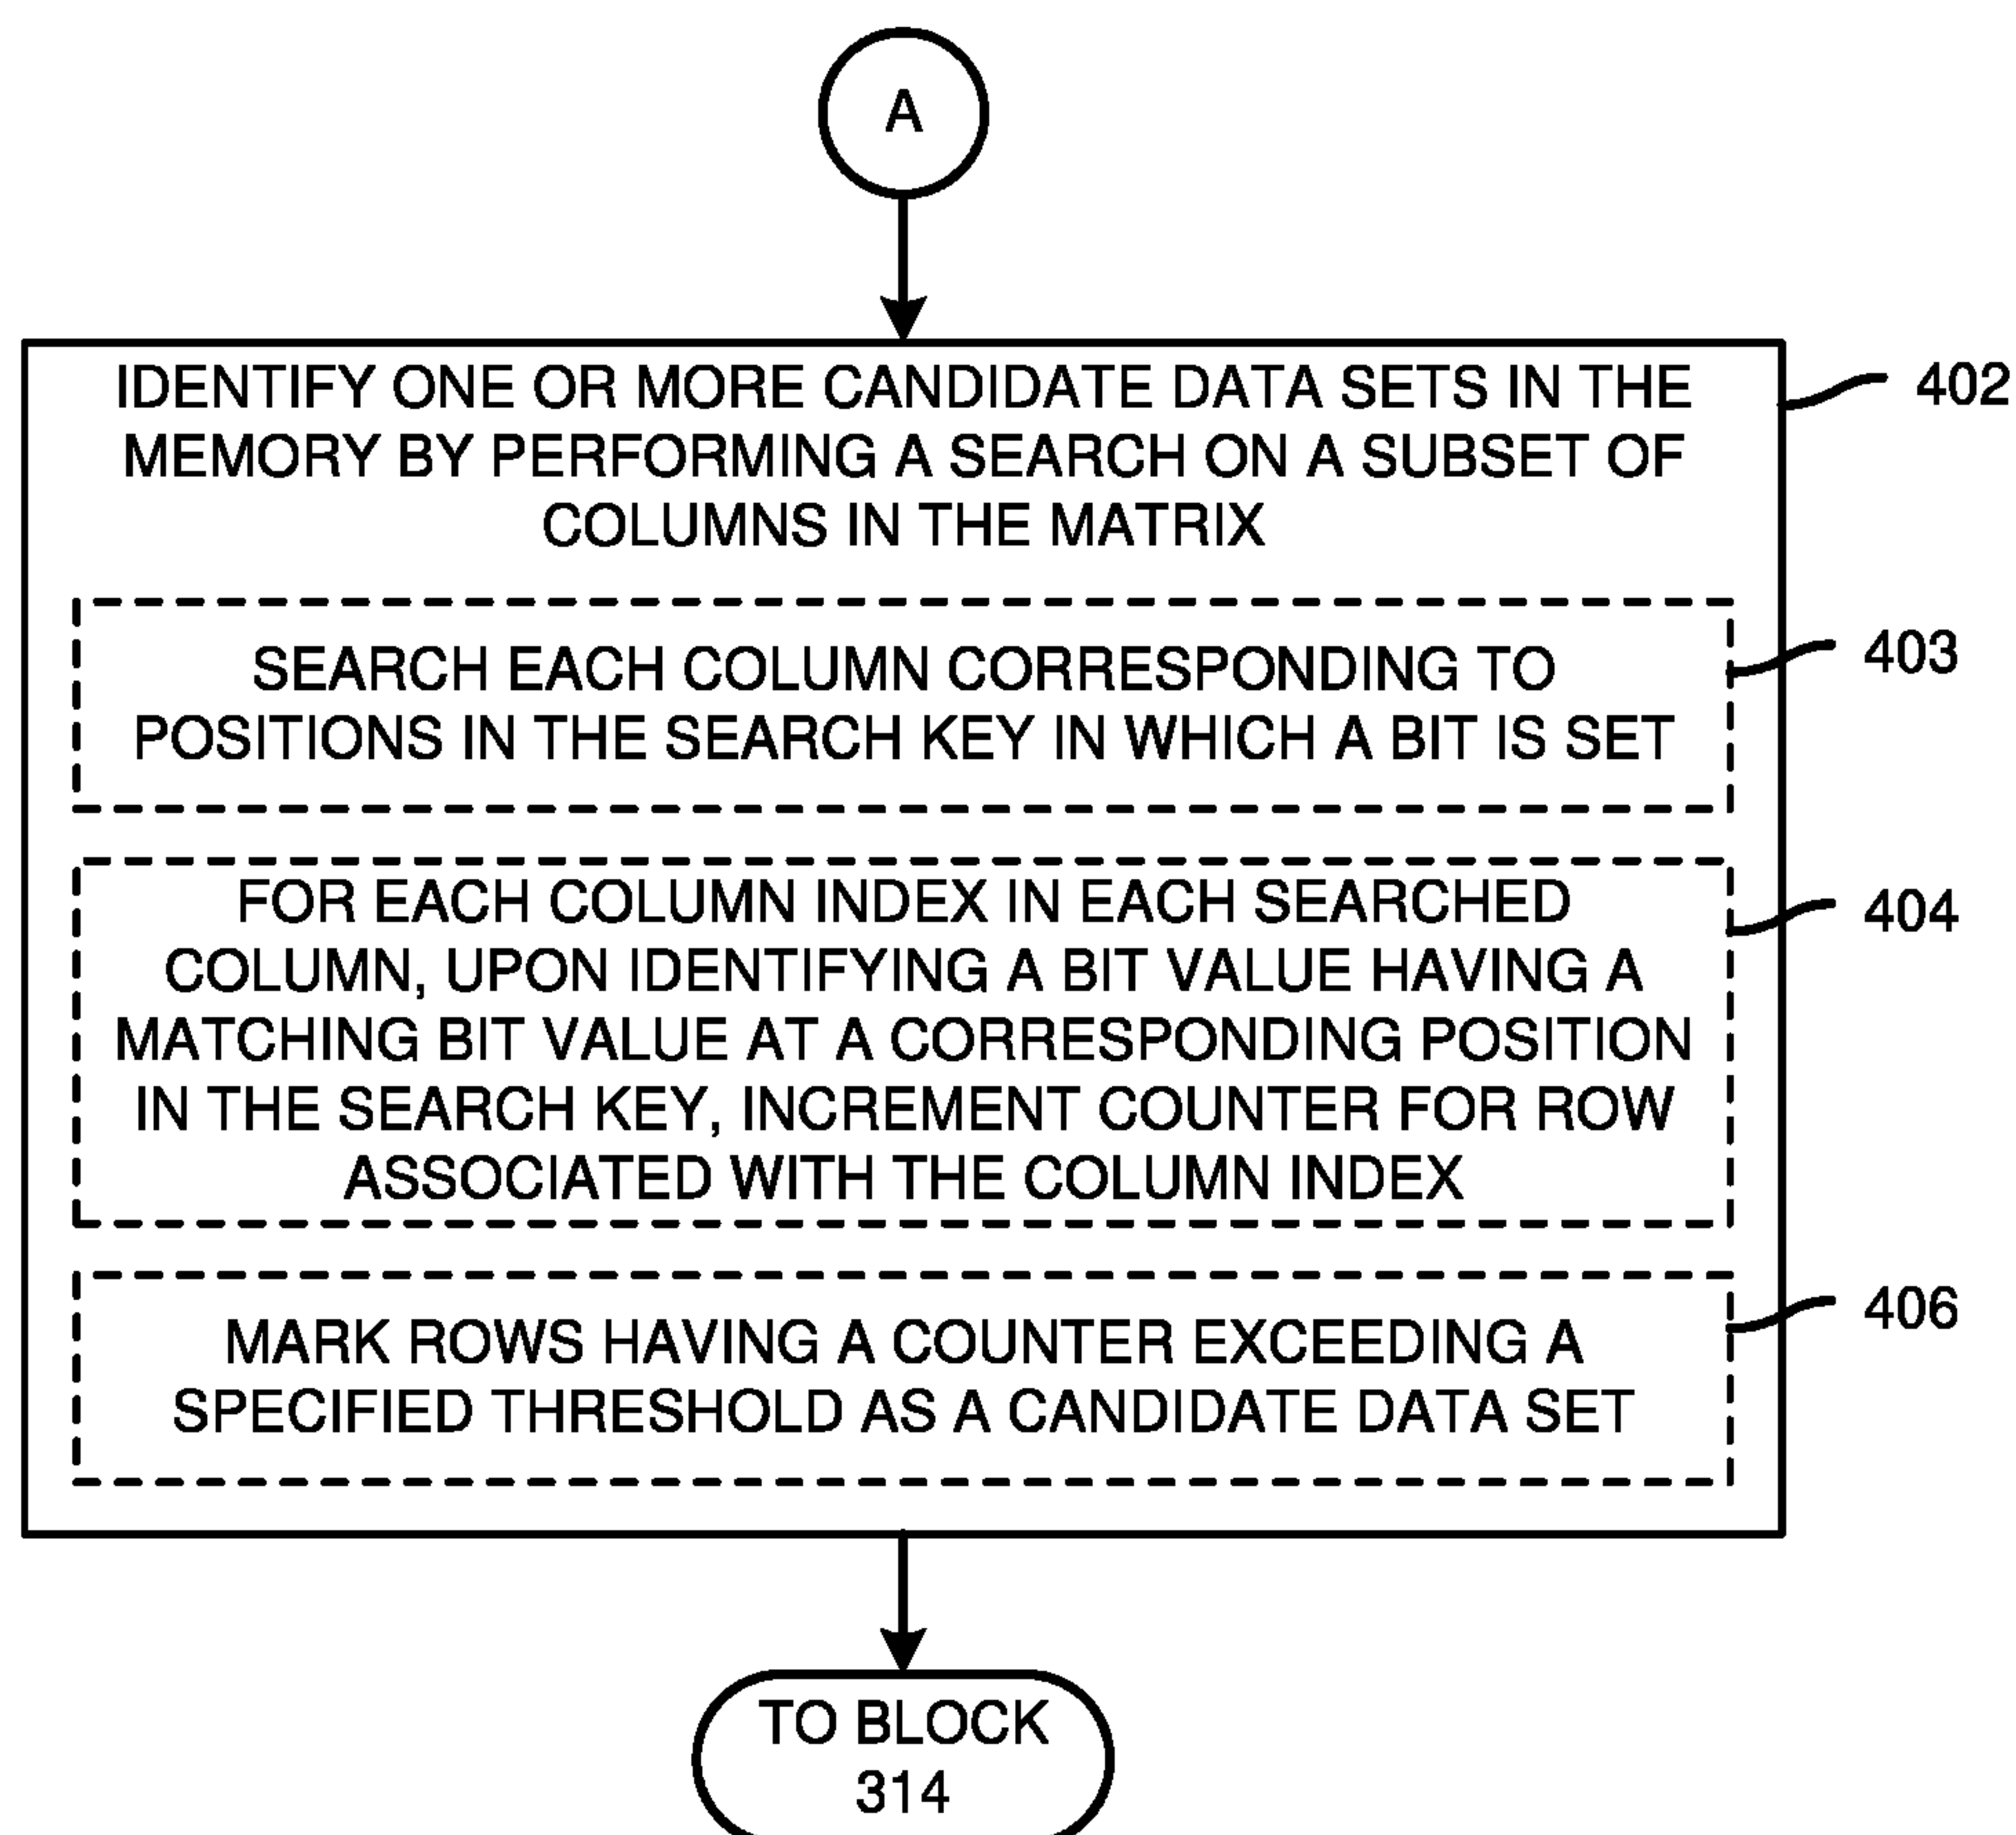 A
IDENTIFY ONE OR MORE CANDIDATE DATA SETS IN THE
MEMORY BY PERFORMING A SEARCH ON A SUBSET OF
COLUMNS IN THE MATRIX
402
SEARCH EACH COLUMN CORRESPONDING TO
POSITIONS IN THE SEARCH KEY IN WHICH A BIT IS SET
403
FOR EACH COLUMN INDEX IN EACH SEARCHED
COLUMN, UPON IDENTIFYING A BIT VALUE HAVING A
MATCHING BIT VALUE AT A CORRESPONDING POSITION
IN THE SEARCH KEY, INCREMENT COUNTER FOR ROW
ASSOCIATED WITH THE COLUMN INDEX
404
MARK ROWS HAVING A COUNTER EXCEEDING A
SPECIFIED THRESHOLD AS A CANDIDATE DATA SET
406
TO BLOCK
314